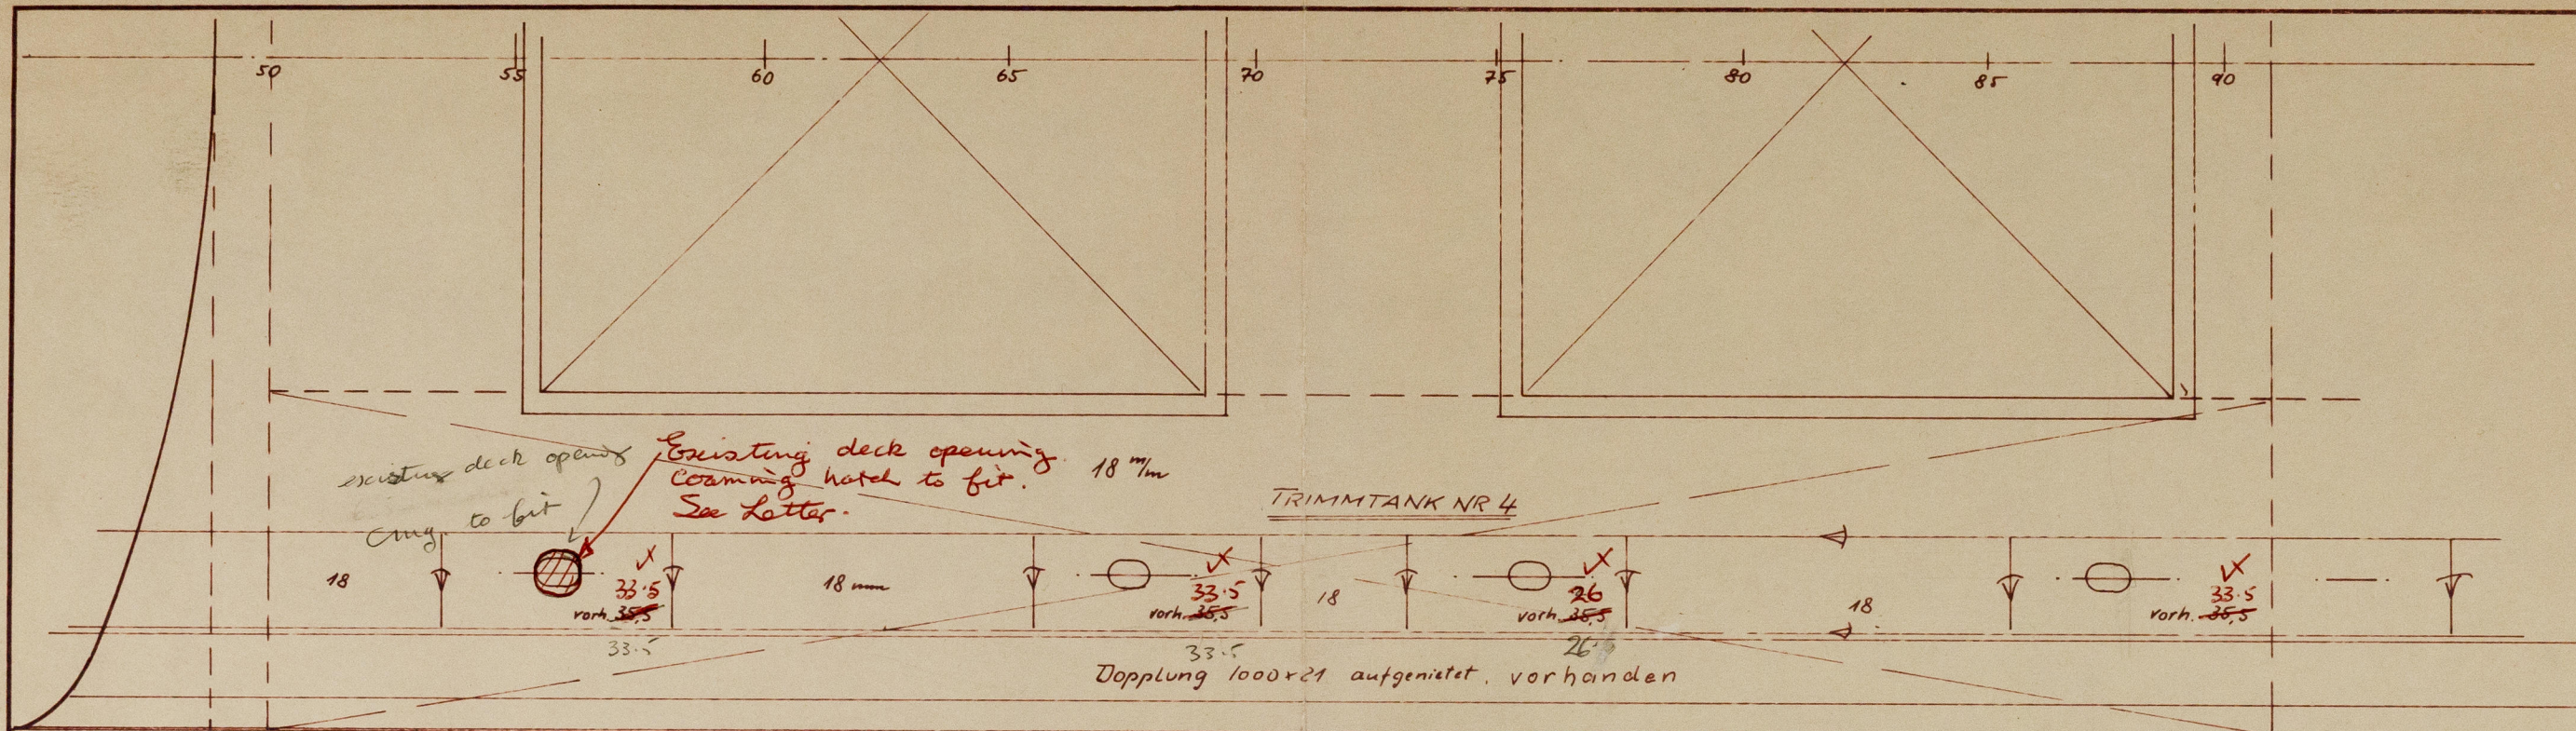 50 55 60 65 70 75 80 85 90
existing deck opening
cmg. to fit
Existing deck opening.
Coaming hatch to fit.
See Letter.
18 m/m
TRIMMTANK NR 4
18
33.5
vorh. 35,5
33.5
18 mm
33.5
vorh. 35,5
33.5
18
26
vorh. 35,5
26
18
33.5
vorh. 35,5
Dopplung 1000x21 aufgenietet. vorhanden